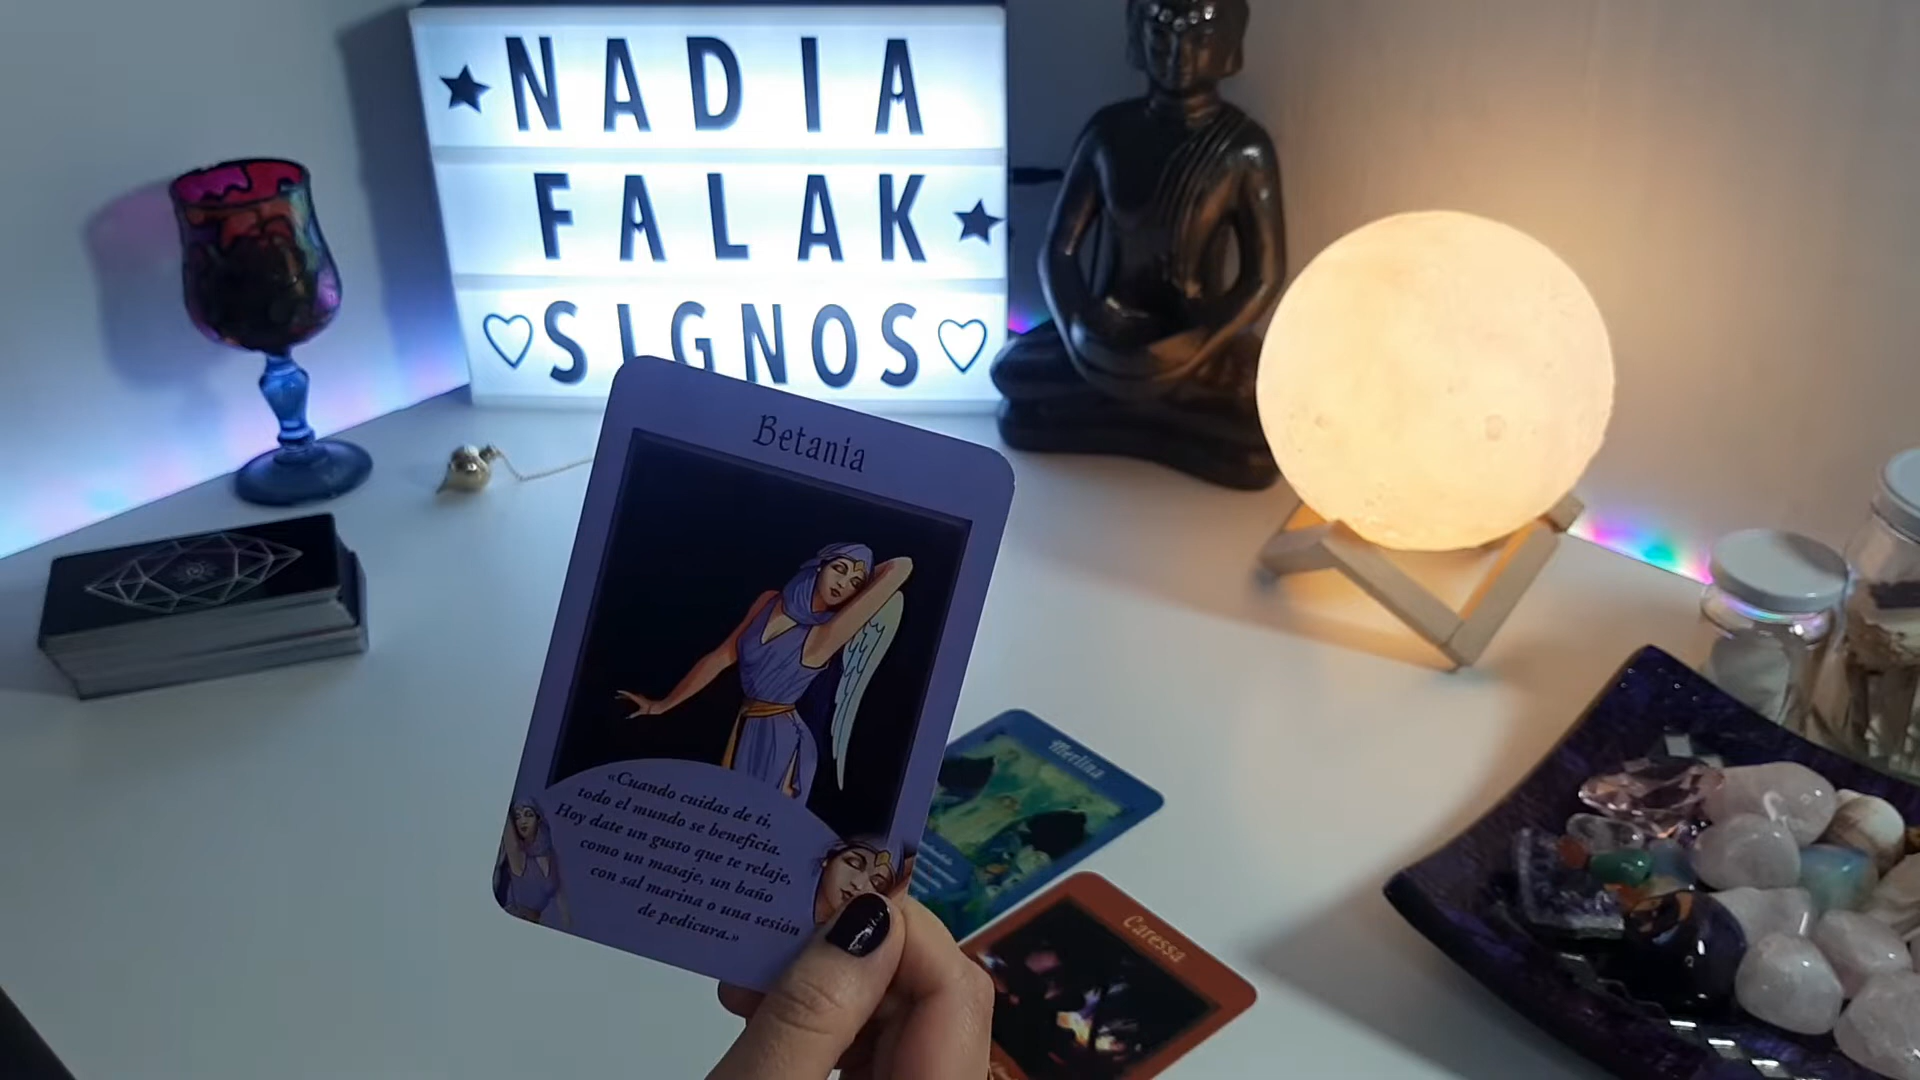 ★ NADIA
FALAK ★
♡ SIGNOS ♡
Betania
«Cuando cuidas de ti,
todo el mundo se beneficia.
Hoy date un gusto que te relaje,
como un masaje, un baño
con sal marina o una sesión
de pedicura.»
Merlina
Caressa